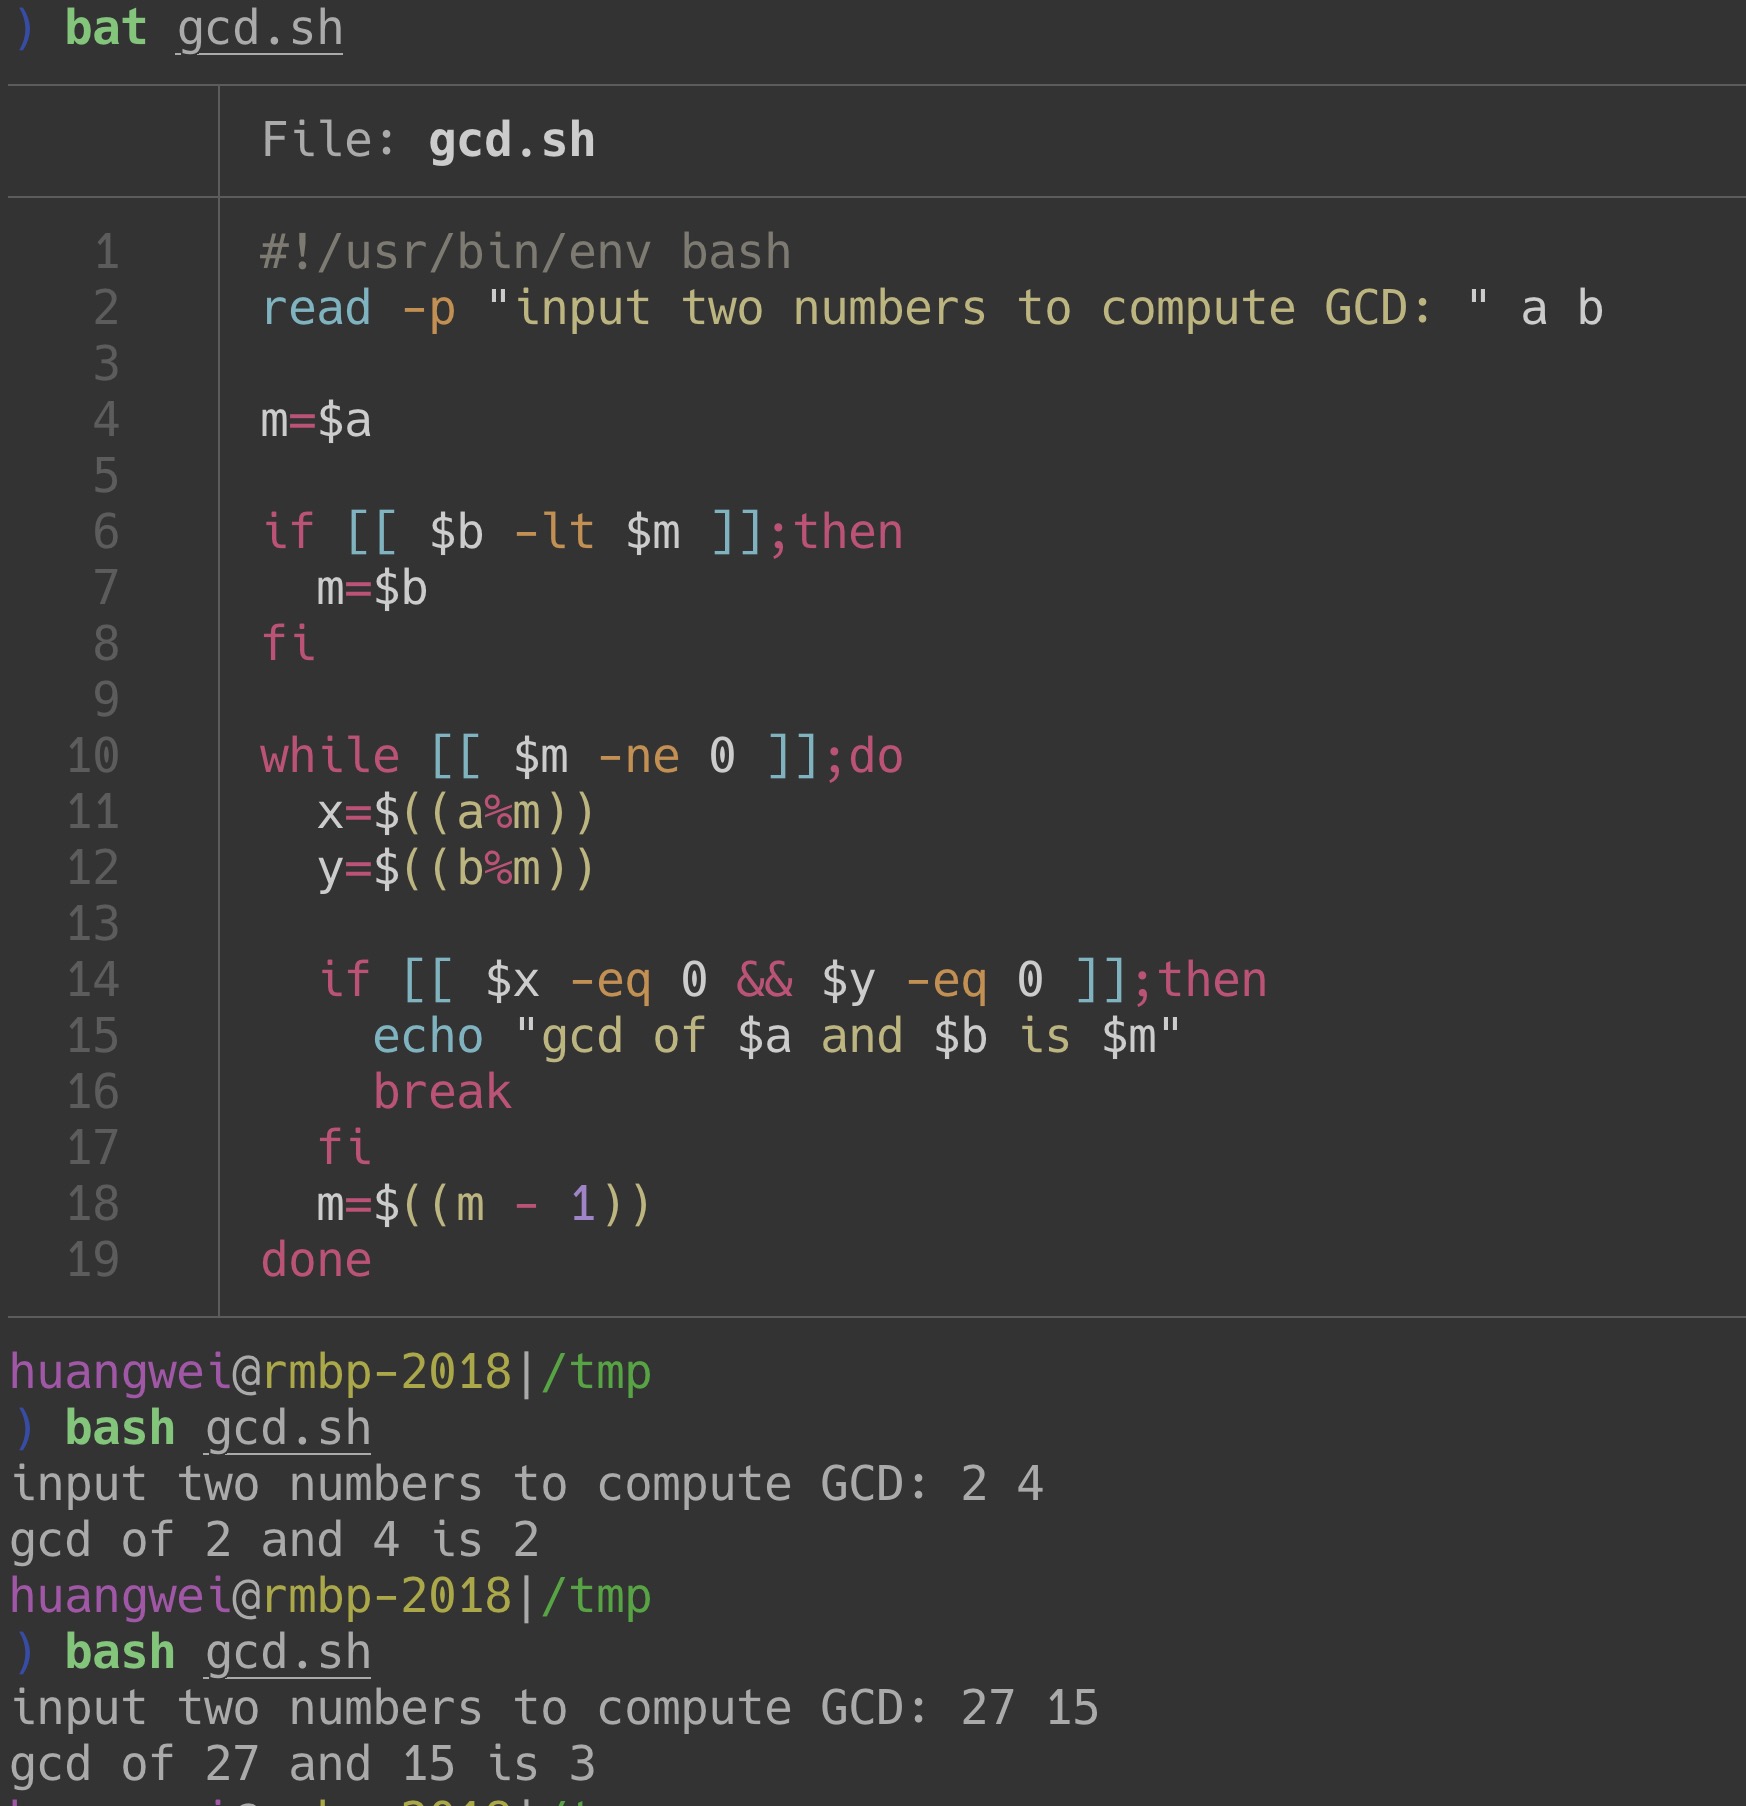 ) bat gcd.sh
File: gcd.sh
1 #!/usr/bin/env bash
2 read -p "input two numbers to compute GCD: " a b
3
4 m=$a
5
6 if [[ $b -lt $m ]];then
7   m=$b
8 fi
9
10 while [[ $m -ne 0 ]];do
11   x=$((a%m))
12   y=$((b%m))
13
14   if [[ $x -eq 0 && $y -eq 0 ]];then
15     echo "gcd of $a and $b is $m"
16     break
17   fi
18   m=$((m - 1))
19 done
huangwei@rmbp-2018|/tmp
) bash gcd.sh
input two numbers to compute GCD: 2 4
gcd of 2 and 4 is 2
huangwei@rmbp-2018|/tmp
) bash gcd.sh
input two numbers to compute GCD: 27 15
gcd of 27 and 15 is 3